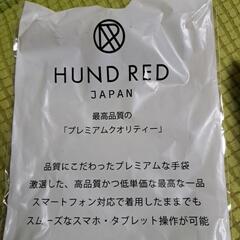 HUND RED
JAPAN
最高品質の
「プレミアムクオリティー」
品質にこだわったプレミアムな手袋
激選した、高品質かつ低単価な最高な一品
スマートフォン対応で着用したままでも
スムーズなスマホ・タブレット操作が可能